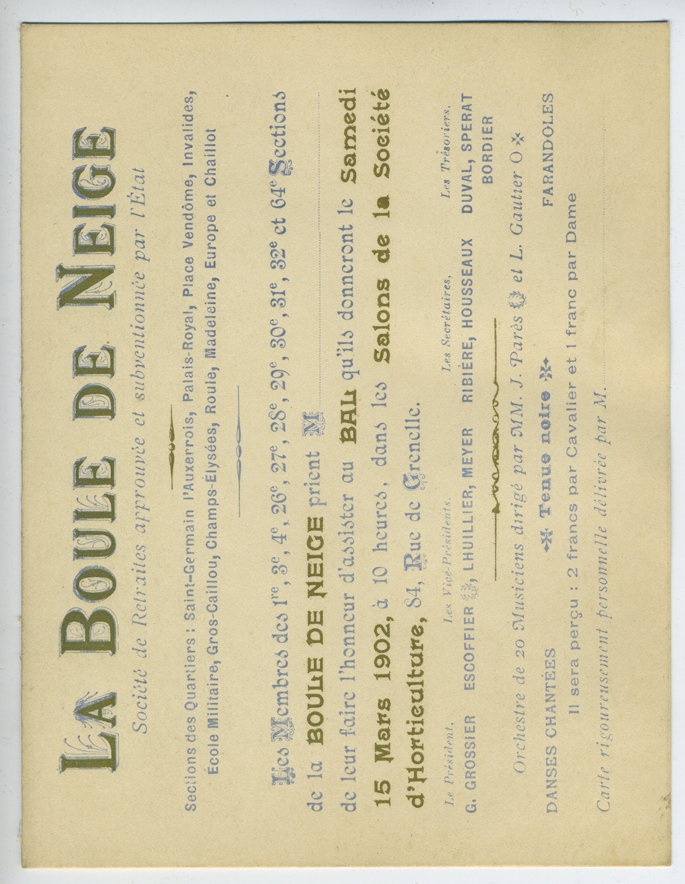 LA BOULE DE NEIGE
Société de Retraites approuvée et subventionnée par l'État
Sections des Quartiers : Saint-Germain l'Auxerrois, Palais-Royal, Place Vendôme, Invalides,
École Militaire, Gros-Caillou, Champs-Élysées, Roule, Madeleine, Europe et Chaillot
Les Membres des 1re, 3e, 4e, 26e, 27e, 28e, 29e, 30e, 31e, 32e et 64e Sections
de la BOULE DE NEIGE prient M
de leur faire l'honneur d'assister au BAL qu'ils donneront le Samedi
15 Mars 1902, à 10 heures, dans les Salons de la Société
d'Horticulture, 84, Rue de Grenelle.
Le Président, Les Vice-Présidents, Les Secrétaires, Les Trésoriers,
G. GROSSIER ESCOFFIER, LHUILLIER, MEYER RIBIÈRE, HOUSSEAUX DUVAL, SPERAT
BORDIER
Orchestre de 20 Musiciens dirigé par MM. J. Parès et L. Gautier O
DANSES CHANTÉES Tenue noire FARANDOLES
Il sera perçu : 2 francs par Cavalier et 1 franc par Dame
Carte rigoureusement personnelle délivrée par M.